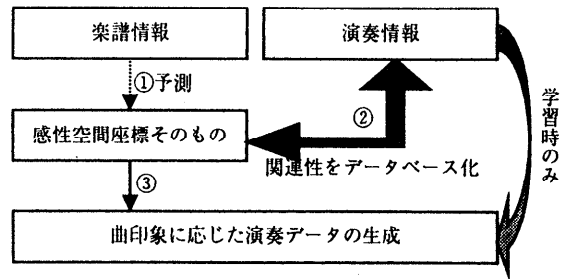 楽譜情報
演奏情報
①予測
②
感性空間座標そのもの
関連性をデータベース化
③
学習時のみ
曲印象に応じた演奏データの生成